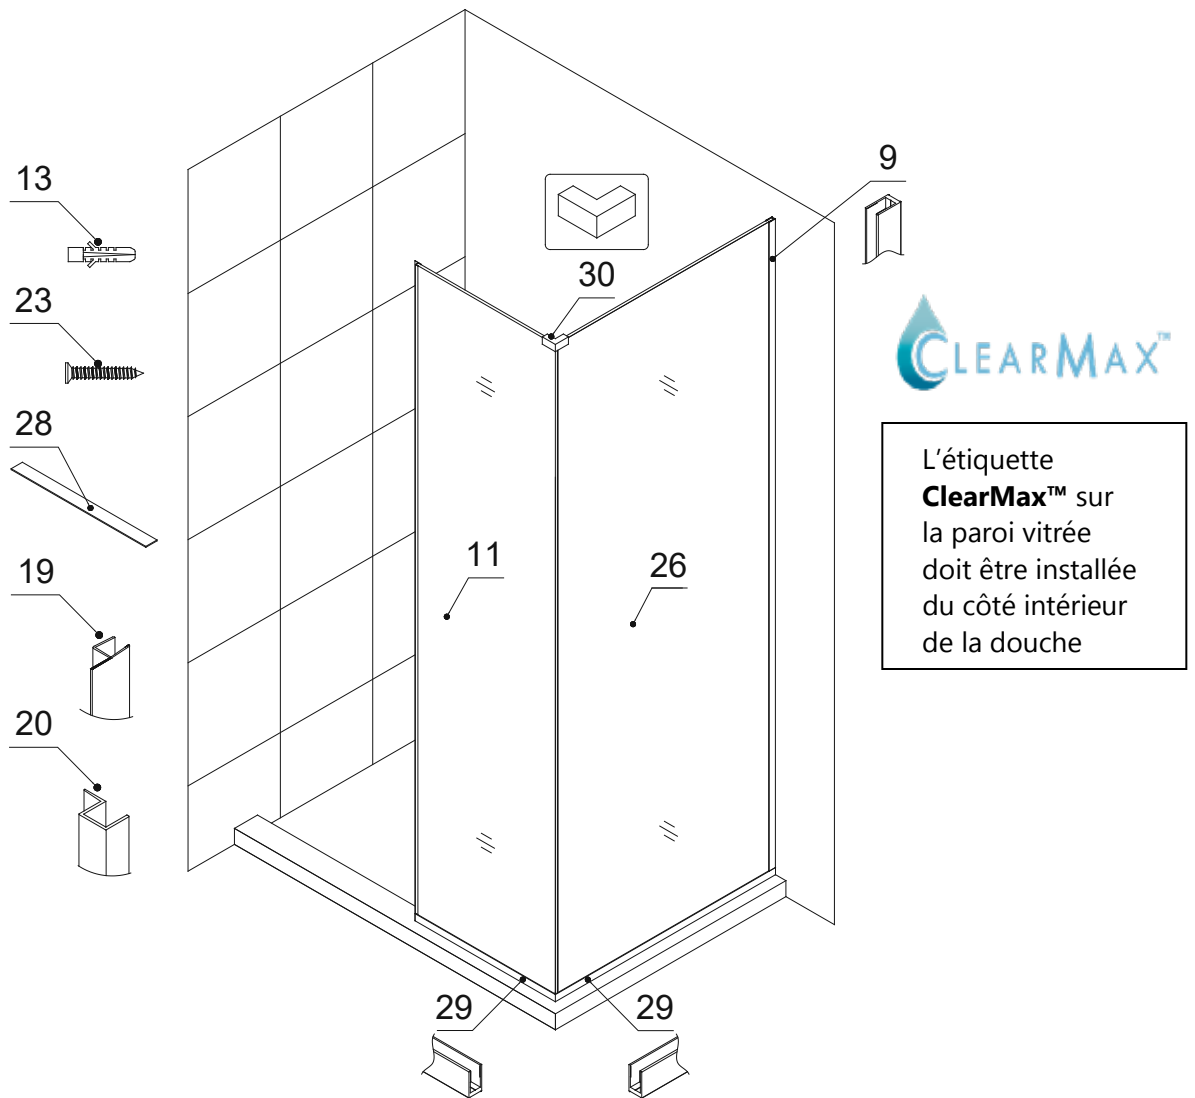 13
9
30
23
CLEARMAX™
28
L'étiquette
ClearMax™ sur
la paroi vitrée
doit être installée
du côté intérieur
de la douche
19
11
26
20
29
29